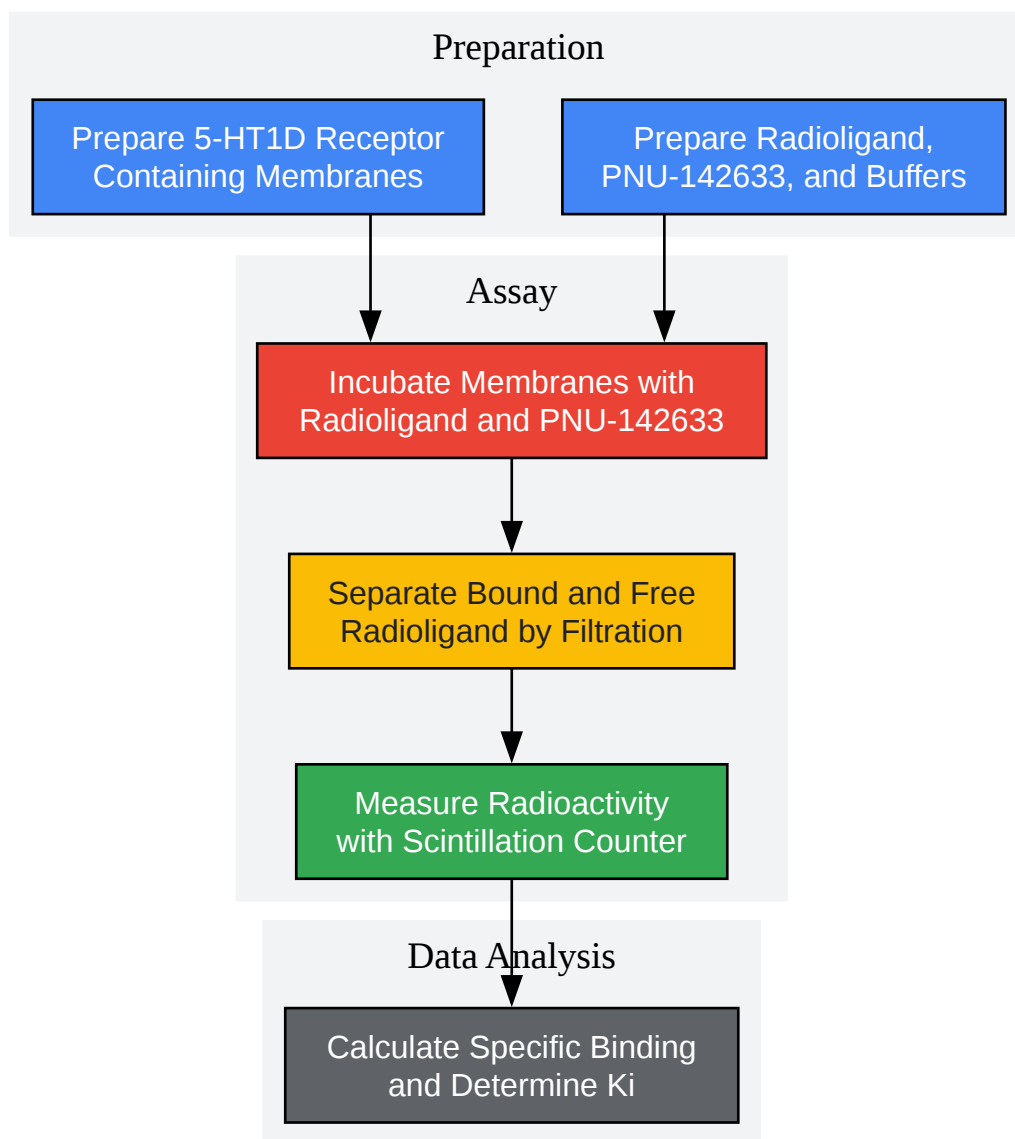 Preparation
Prepare 5-HT1D Receptor
Containing Membranes
Prepare Radioligand,
PNU-142633, and Buffers
Assay
Incubate Membranes with
Radioligand and PNU-142633
Separate Bound and Free
Radioligand by Filtration
Measure Radioactivity
with Scintillation Counter
Data Analysis
Calculate Specific Binding
and Determine Ki